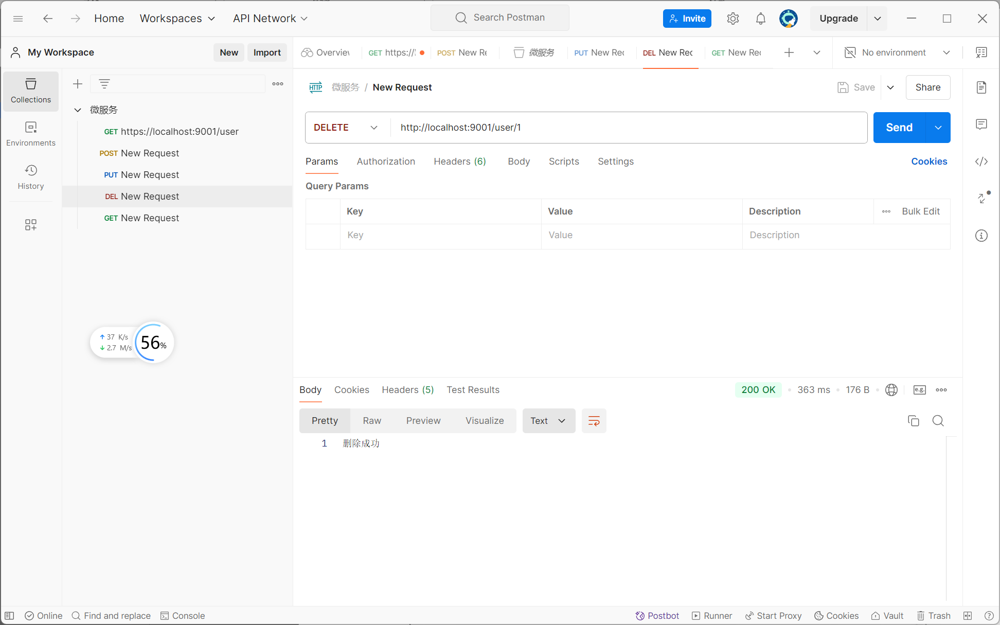 Home Workspaces API Network Search Postman Invite Upgrade
My Workspace New Import
Overview GET https://l POST New Re 微服务 PUT New Rec DEL New Rec GET New Rec No environment
Collections
Environments
History
微服务
GET https://localhost:9001/user
POST New Request
PUT New Request
DEL New Request
GET New Request
37 K/s
2.7 M/s
56%
HTTP 微服务 / New Request Save Share
DELETE http://localhost:9001/user/1 Send
Params Authorization Headers (6) Body Scripts Settings Cookies
Query Params
Key Value Description Bulk Edit
Key Value Description
Body Cookies Headers (5) Test Results 200 OK 363 ms 176 B e.g.
Pretty Raw Preview Visualize Text
1 删除成功
Online Find and replace Console Postbot Runner Start Proxy Cookies Vault Trash